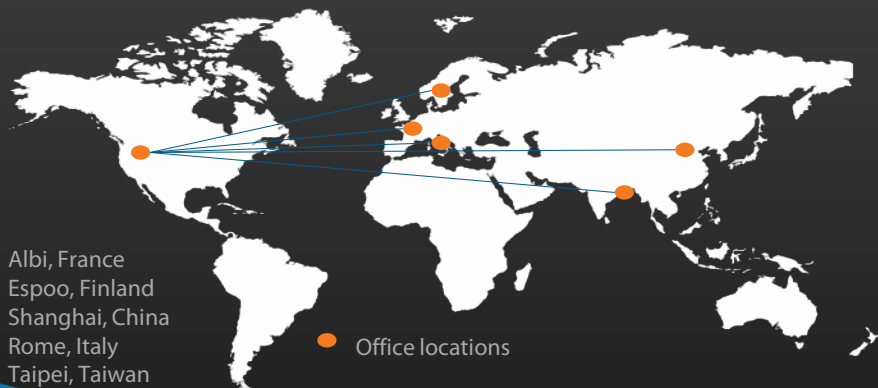 Albi, France
Espoo, Finland
Shanghai, China
Rome, Italy
Taipei, Taiwan
Office locations